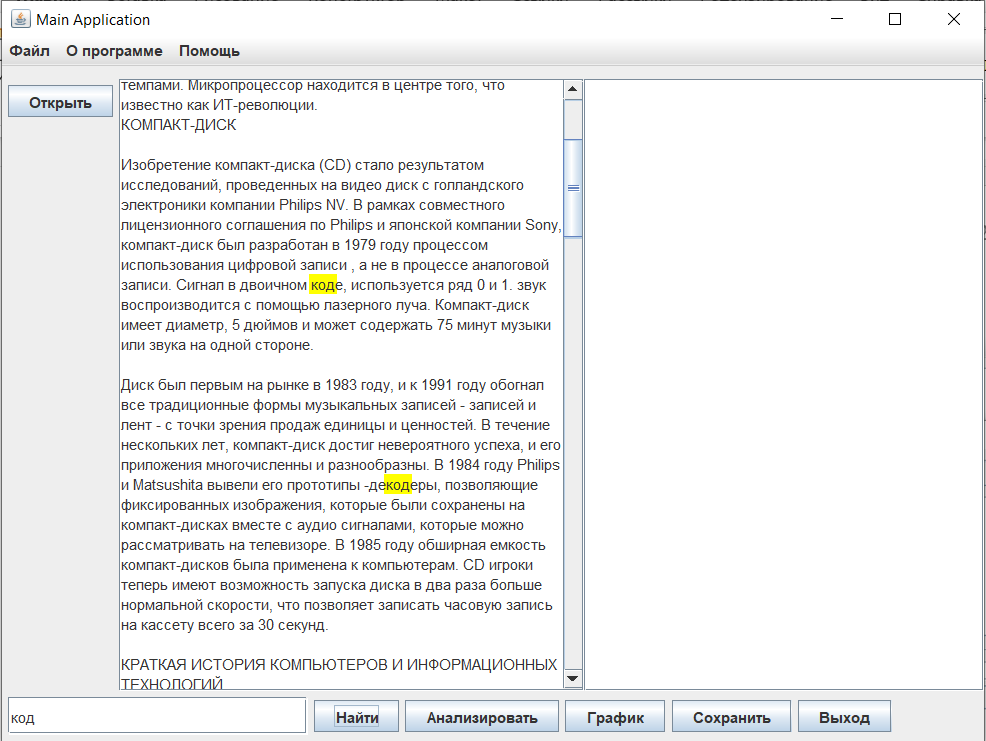 Main Application
Файл О программе Помощь
Открыть
темпами. Микропроцессор находится в центре того, что
известно как ИТ-революции.
КОМПАКТ-ДИСК
Изобретение компакт-диска (CD) стало результатом
исследований, проведенных на видео диск с голландского
электроники компании Philips NV. В рамках совместного
лицензионного соглашения по Philips и японской компании Sony,
компакт-диск был разработан в 1979 году процессом
использования цифровой записи , а не в процессе аналоговой
записи. Сигнал в двоичном коде, используется ряд 0 и 1. звук
воспроизводится с помощью лазерного луча. Компакт-диск
имеет диаметр, 5 дюймов и может содержать 75 минут музыки
или звука на одной стороне.
Диск был первым на рынке в 1983 году, и к 1991 году обогнал
все традиционные формы музыкальных записей - записей и
лент - с точки зрения продаж единицы и ценностей. В течение
нескольких лет, компакт-диск достиг невероятного успеха, и его
приложения многочисленны и разнообразны. В 1984 году Philips
и Matsushita вывели его прототипы -декодеры, позволяющие
фиксированных изображения, которые были сохранены на
компакт-дисках вместе с аудио сигналами, которые можно
рассматривать на телевизоре. В 1985 году обширная емкость
компакт-дисков была применена к компьютерам. CD игроки
теперь имеют возможность запуска диска в два раза больше
нормальной скорости, что позволяет записать часовую запись
на кассету всего за 30 секунд.
КРАТКАЯ ИСТОРИЯ КОМПЬЮТЕРОВ И ИНФОРМАЦИОННЫХ
ТЕХНОЛОГИЙ
код Найти Анализировать График Сохранить Выход